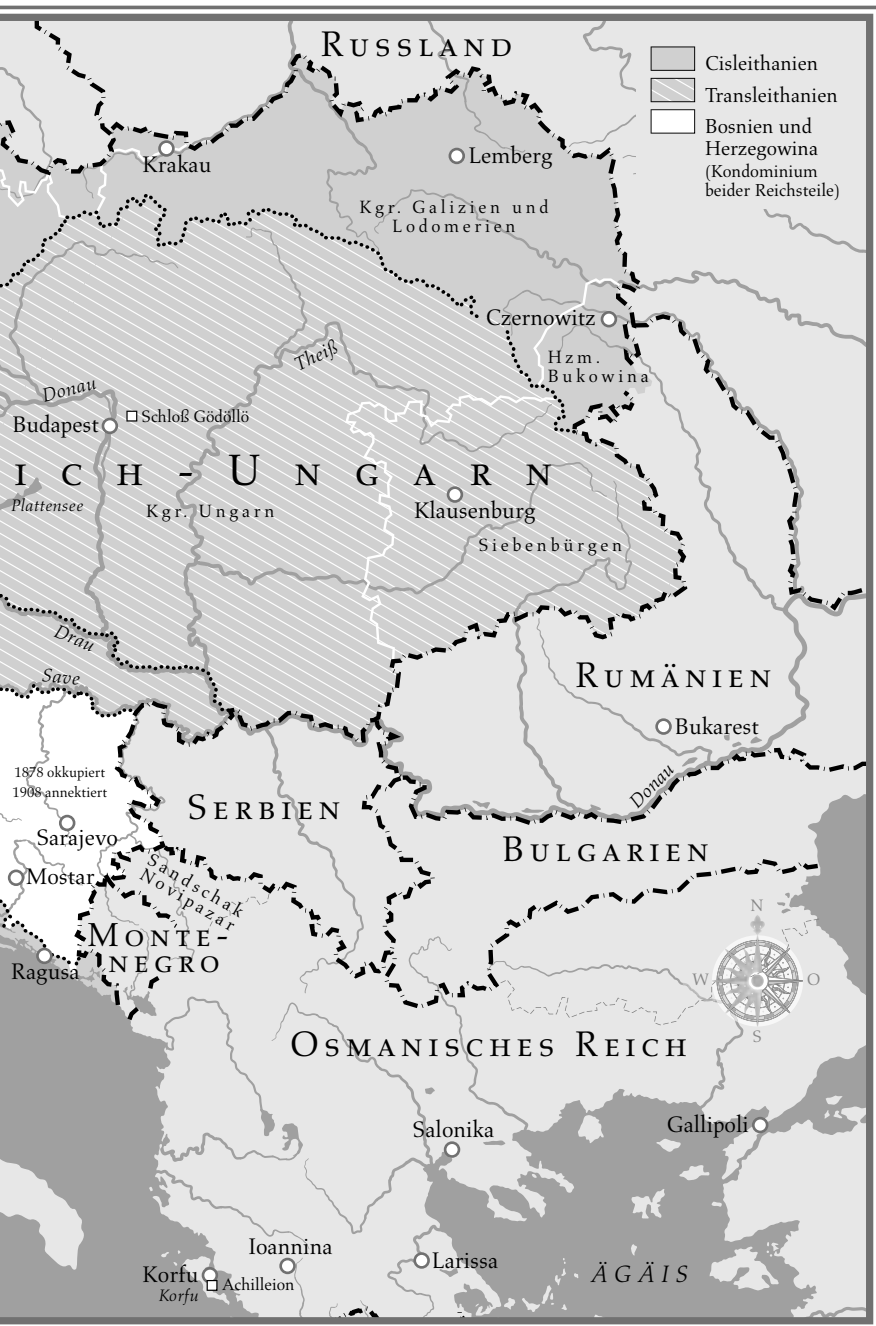 RUSSLAND
Cisleithanien
Transleithanien
Bosnien und
Herzegowina
(Kondominium
beider Reichsteile)
Krakau
Lemberg
Kgr. Galizien und
Lodomerien
Czernowitz
Hzm.
Bukowina
Theiß
Donau
Schloß Gödöllö
Budapest
ICH-UNGARN
Plattensee
Kgr. Ungarn
Klausenburg
Siebenbürgen
Drau
Save
RUMÄNIEN
Bukarest
1878 okkupiert
1908 annektiert
Donau
SERBIEN
Sarajevo
BULGARIEN
Mostar
Sandschak
Novipazar
N
MONTE-
NEGRO
Ragusa
W
O
S
OSMANISCHES REICH
Gallipoli
Salonika
Ioannina
Larissa
Korfu
Achilleion
Korfu
ÄGÄIS